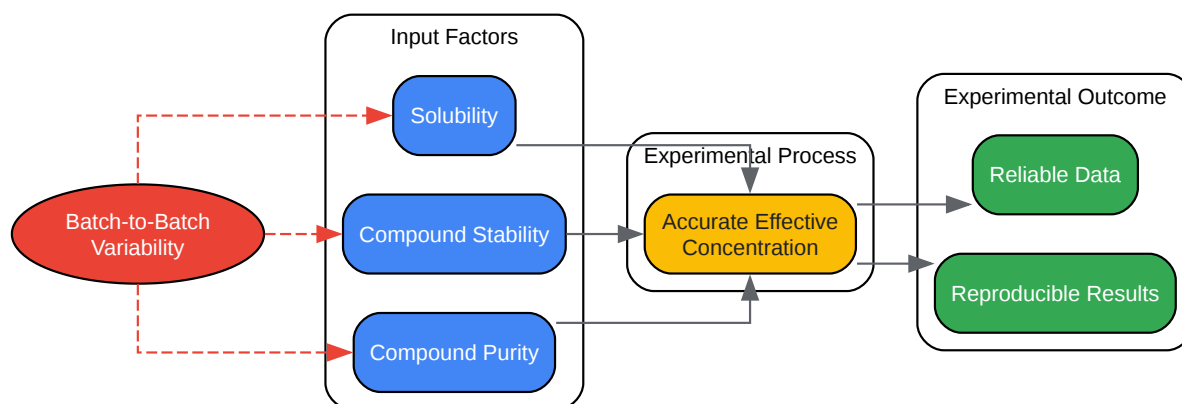 Input Factors
Solubility
Compound Stability
Compound Purity
Batch-to-Batch
Variability
Experimental Process
Accurate Effective
Concentration
Experimental Outcome
Reliable Data
Reproducible Results